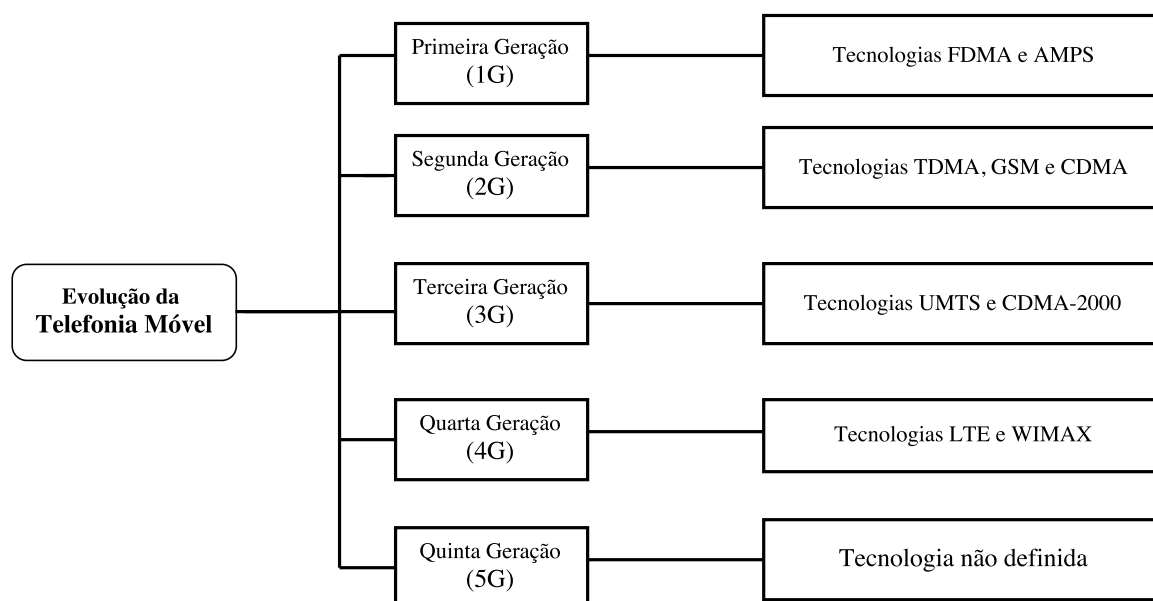 Primeira Geração
(1G)
Tecnologias FDMA e AMPS
Segunda Geração
(2G)
Tecnologias TDMA, GSM e CDMA
Evolução da
Telefonia Móvel
Terceira Geração
(3G)
Tecnologias UMTS e CDMA-2000
Quarta Geração
(4G)
Tecnologias LTE e WIMAX
Quinta Geração
(5G)
Tecnologia não definida